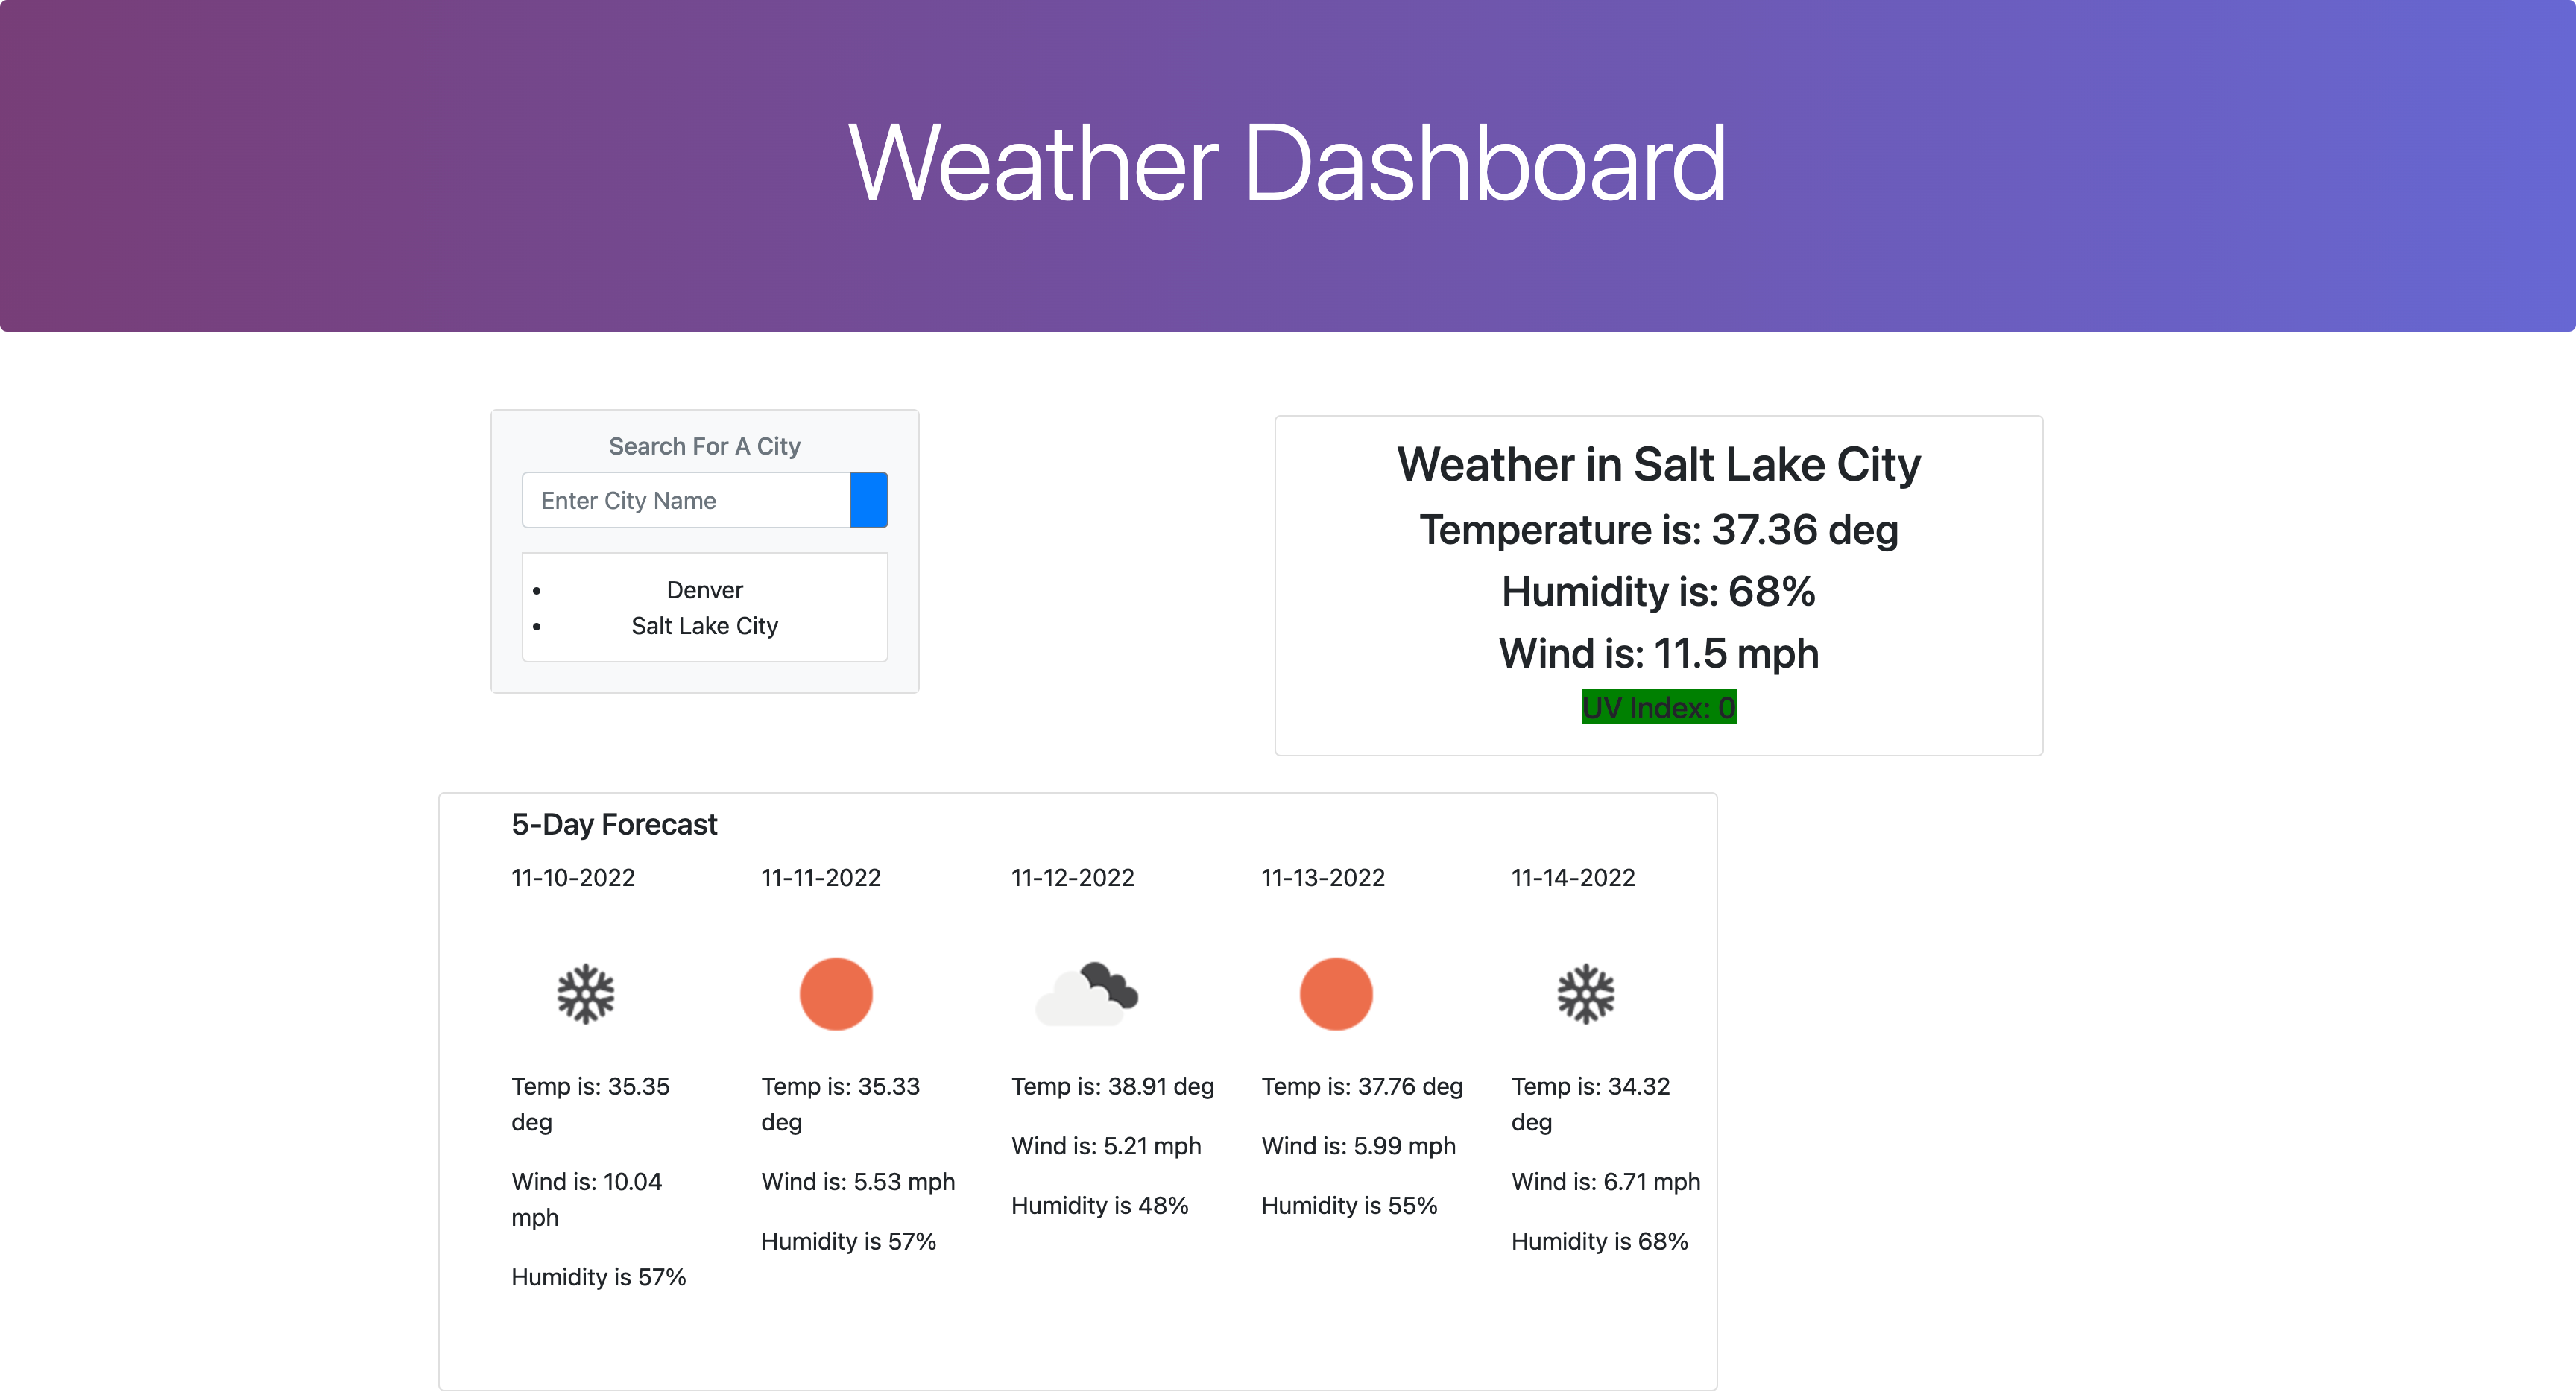 Weather Dashboard
Search For A City
Enter City Name
Denver
Salt Lake City
Weather in Salt Lake City
Temperature is: 37.36 deg
Humidity is: 68%
Wind is: 11.5 mph
UV Index: 0
5-Day Forecast
11-10-2022
Temp is: 35.35
deg
Wind is: 10.04
mph
Humidity is 57%
11-11-2022
Temp is: 35.33
deg
Wind is: 5.53 mph
Humidity is 57%
11-12-2022
Temp is: 38.91 deg
Wind is: 5.21 mph
Humidity is 48%
11-13-2022
Temp is: 37.76 deg
Wind is: 5.99 mph
Humidity is 55%
11-14-2022
Temp is: 34.32
deg
Wind is: 6.71 mph
Humidity is 68%